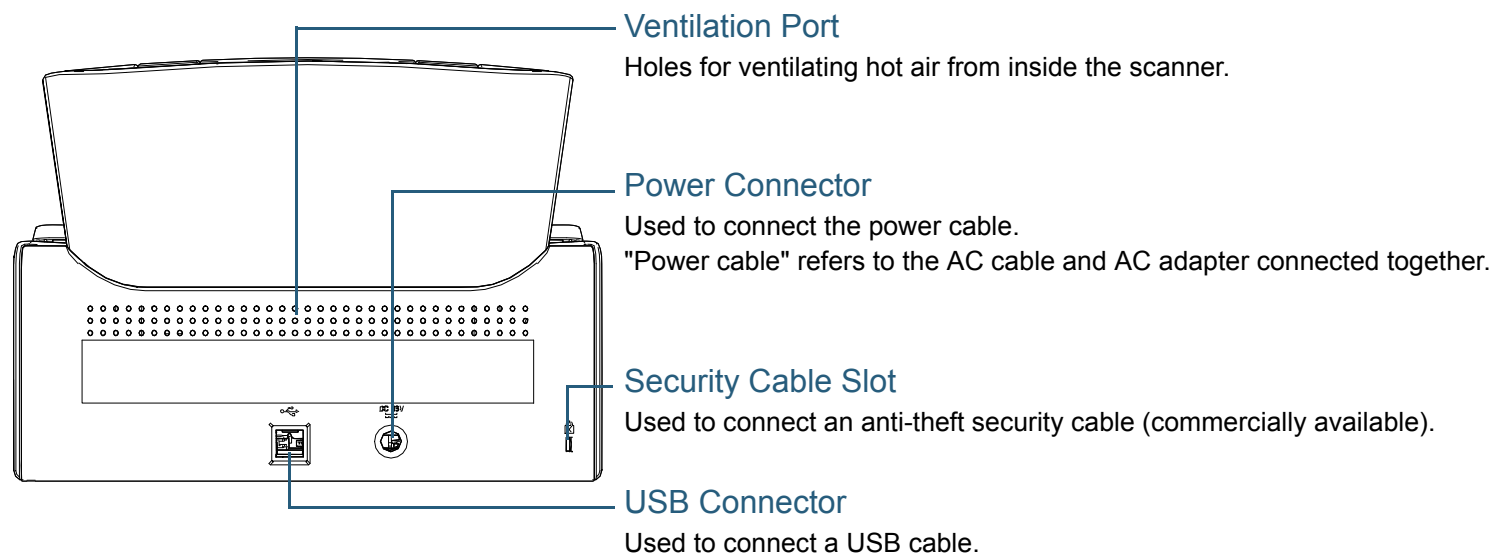 Ventilation Port
Holes for ventilating hot air from inside the scanner.
Power Connector
Used to connect the power cable.
"Power cable" refers to the AC cable and AC adapter connected together.
Security Cable Slot
Used to connect an anti-theft security cable (commercially available).
USB Connector
Used to connect a USB cable.